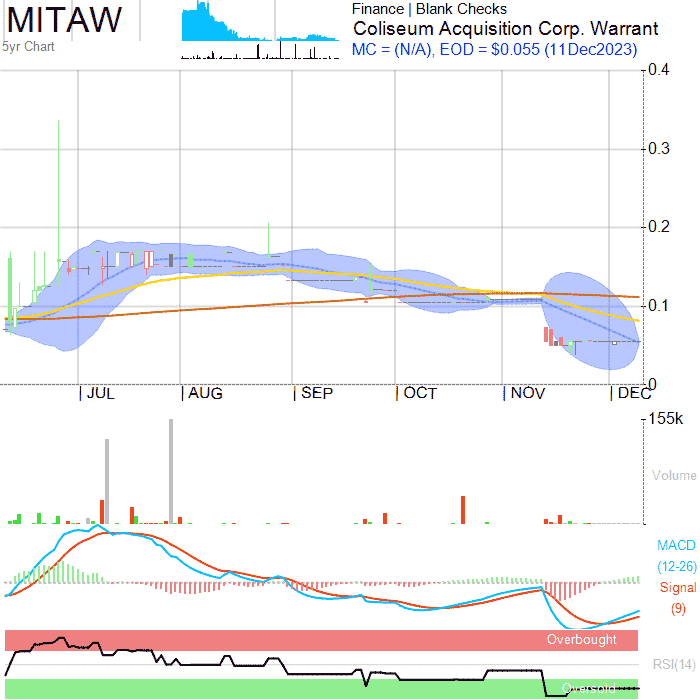 MITAW
5yr Chart
Finance | Blank Checks
Coliseum Acquisition Corp. Warrant
MC = (N/A), EOD = $0.055 (11Dec2023)
0.4
0.3
0.2
0.1
0
|JUL |AUG |SEP |OCT |NOV |DEC
155k
Volume
MACD
(12-26)
Signal
(9)
Overbought
RSI(14)
Oversold